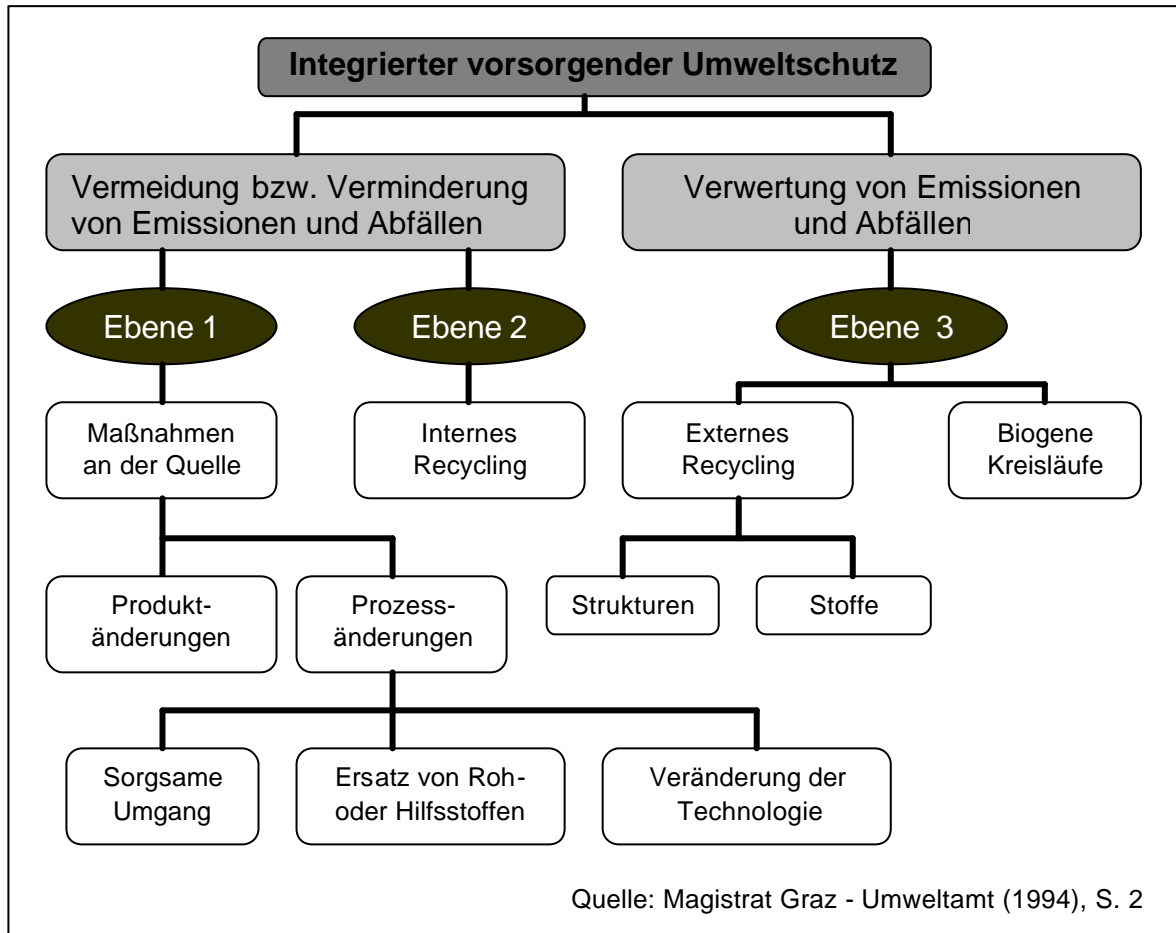 Integrierter vorsorgender Umweltschutz
Vermeidung bzw. Verminderung
von Emissionen und Abfällen
Verwertung von Emissionen
und Abfällen
Ebene 1
Ebene 2
Ebene 3
Maßnahmen
an der Quelle
Internes
Recycling
Externes
Recycling
Biogene
Kreisläufe
Produkt-
änderungen
Prozess-
änderungen
Strukturen
Stoffe
Sorgsame
Umgang
Ersatz von Roh-
oder Hilfsstoffen
Veränderung der
Technologie
Quelle: Magistrat Graz - Umweltamt (1994), S. 2